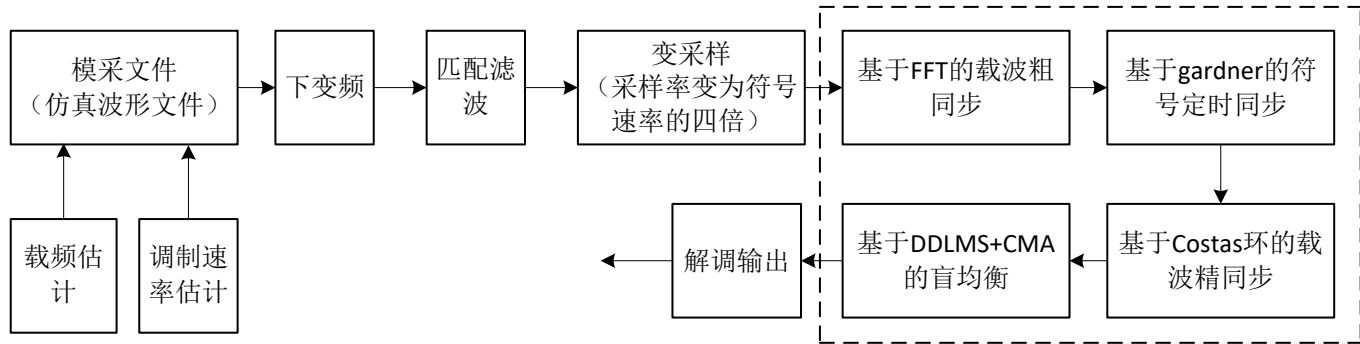 模采文件
（仿真波形文件）
下变频
匹配滤
波
变采样
（采样率变为符号
速率的四倍）
基于FFT的载波粗
同步
基于gardner的符
号定时同步
载频估
计
调制速
率估计
解调输出
基于DDLMS+CMA
的盲均衡
基于Costas环的载
波精同步